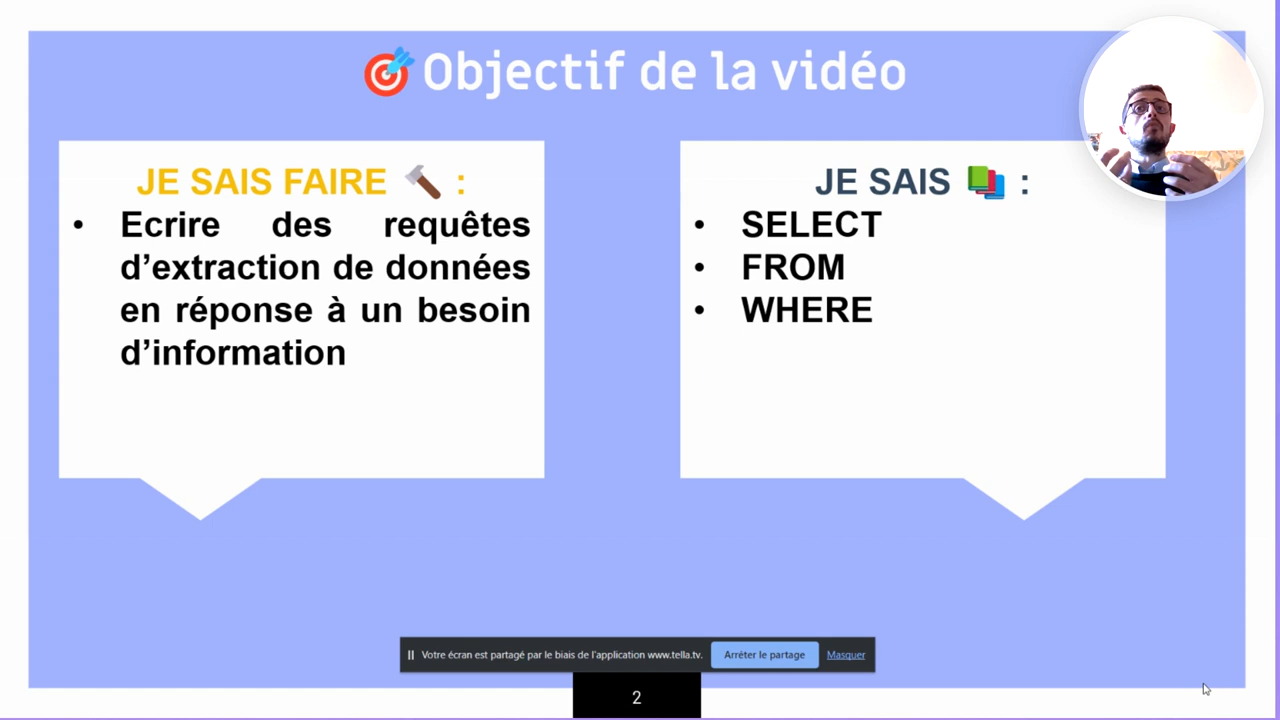 Objectif de la vidéo
JE SAIS FAIRE :
• Ecrire des requêtes
d’extraction de données
en réponse à un besoin
d’information
JE SAIS :
• SELECT
• FROM
• WHERE
Votre écran est partagé par le biais de l'application www.tella.tv.
Arrêter le partage
Masquer
2